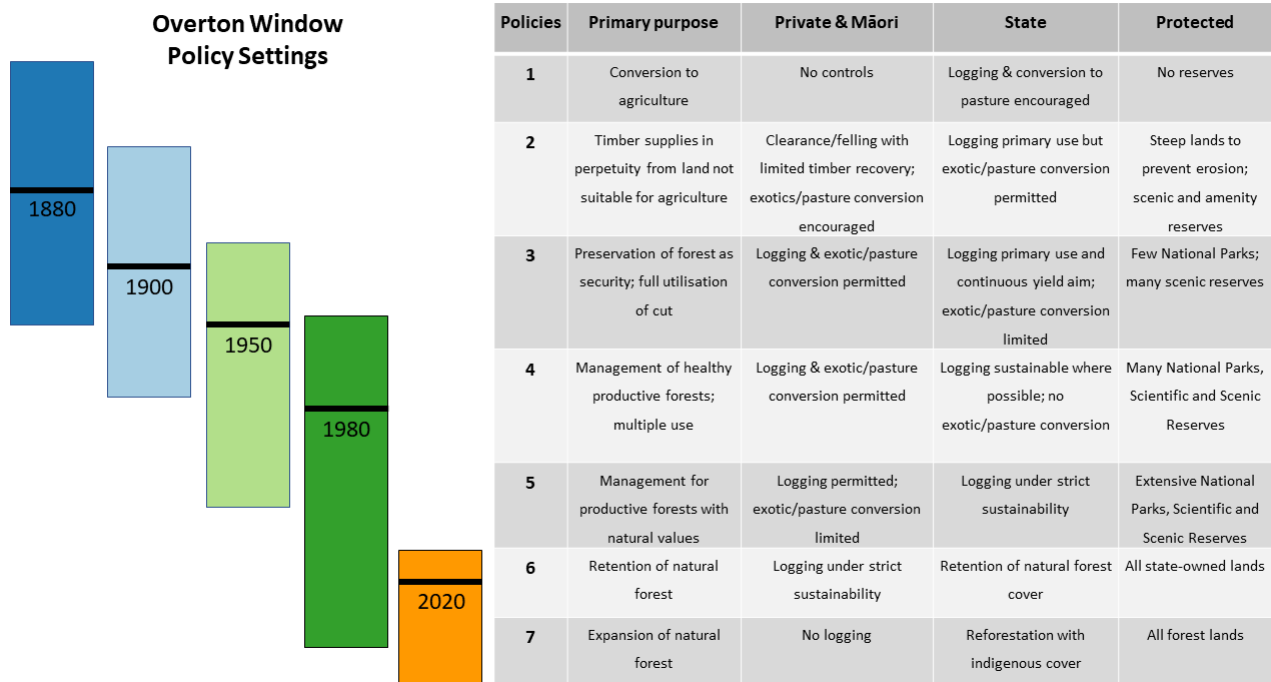 Overton Window
Policy Settings
1880
1900
1950
1980
2020
Policies Primary purpose Private & Māori State Protected
1
Conversion to
agriculture
No controls
Logging & conversion to
pasture encouraged
No reserves
2
Timber supplies in
perpetuity from land not
suitable for agriculture
Clearance/felling with
limited timber recovery;
exotics/pasture conversion
encouraged
Logging primary use but
exotic/pasture conversion
permitted
Steep lands to
prevent erosion;
scenic and amenity
reserves
3
Preservation of forest as
security; full utilisation
of cut
Logging & exotic/pasture
conversion permitted
Logging primary use and
continuous yield aim;
exotic/pasture conversion
limited
Few National Parks;
many scenic reserves
4
Management of healthy
productive forests;
multiple use
Logging & exotic/pasture
conversion permitted
Logging sustainable where
possible; no
exotic/pasture conversion
Many National Parks,
Scientific and Scenic
Reserves
5
Management for
productive forests with
natural values
Logging permitted;
exotic/pasture conversion
limited
Logging under strict
sustainability
Extensive National
Parks, Scientific and
Scenic Reserves
6
Retention of natural
forest
Logging under strict
sustainability
Retention of natural forest
cover
All state-owned lands
7
Expansion of natural
forest
No logging
Reforestation with
indigenous cover
All forest lands